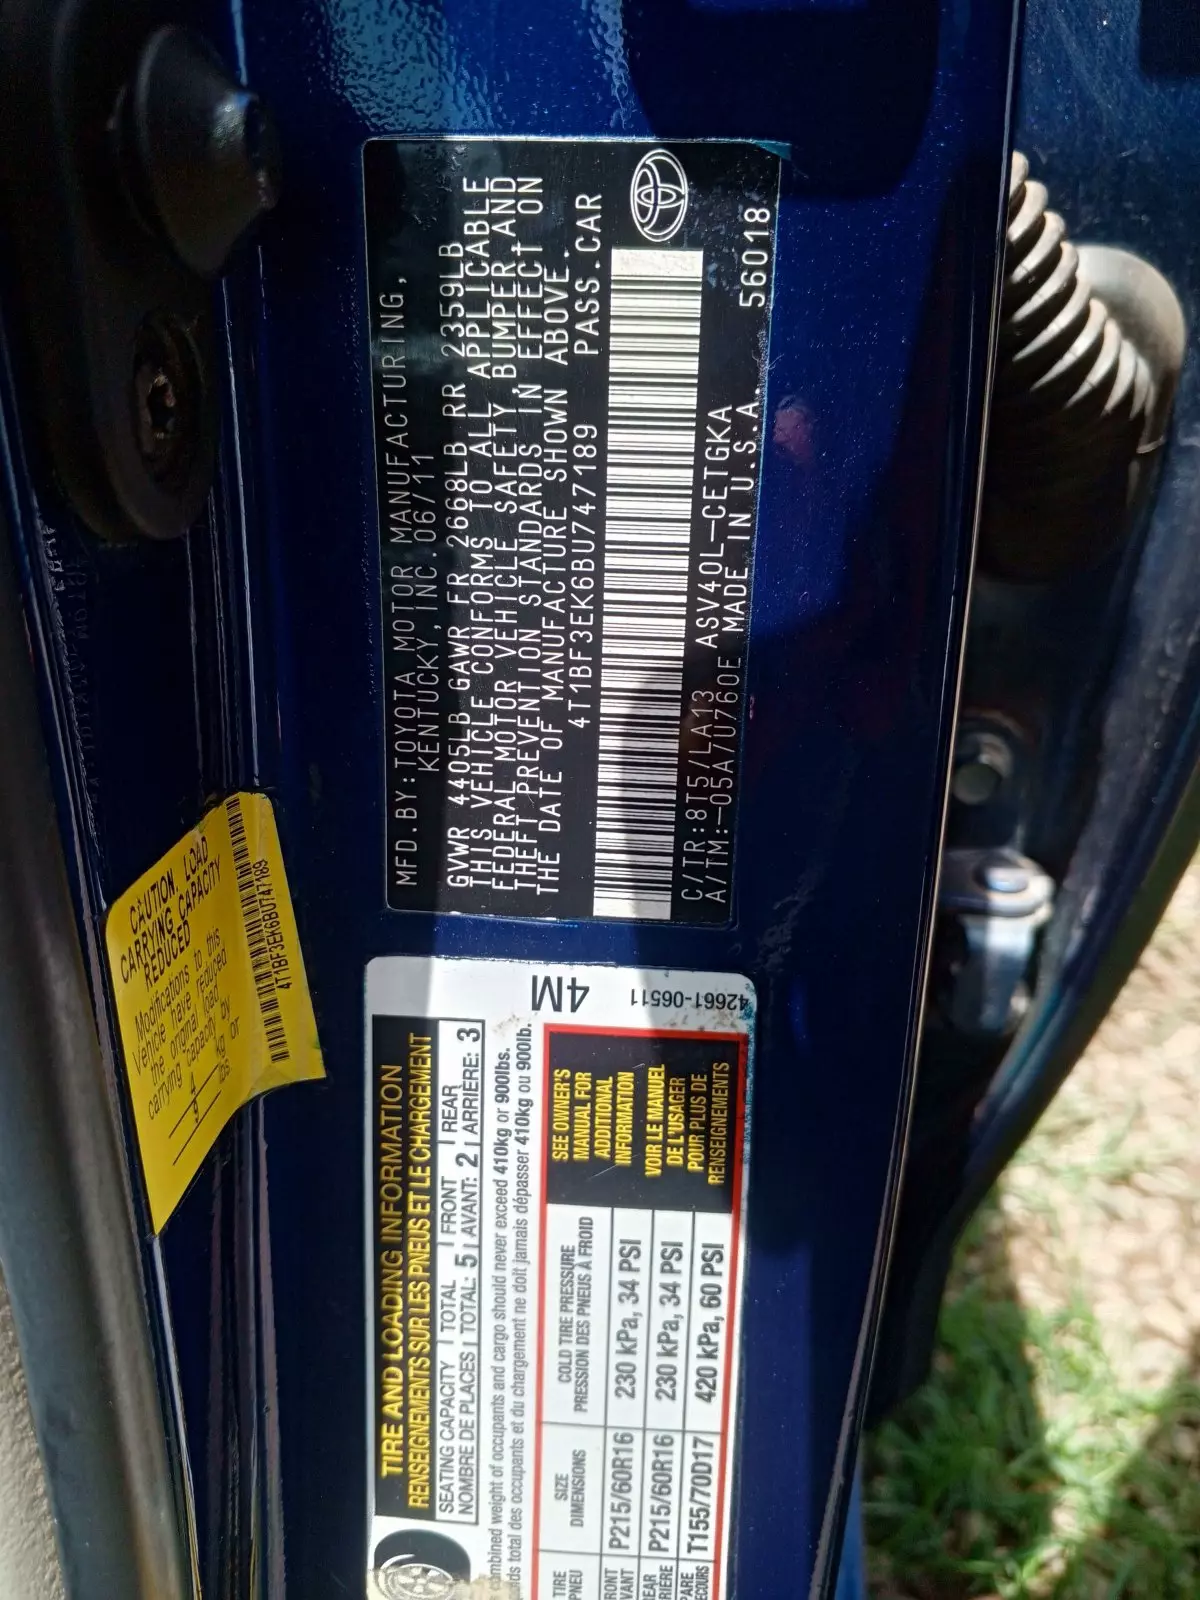 MFD.BY:TOYOTA MOTOR MANUFACTURING,
KENTUCKY,INC. 06/11
GVWR 4405LB GAWR FR 2668LB RR 2359LB
THIS VEHICLE CONFORMS TO ALL APPLICABLE
FEDERAL MOTOR VEHICLE SAFETY,BUMPER,AND
THEFT PREVENTION STANDARDS IN EFFECT ON
THE DATE OF MANUFACTURE SHOWN ABOVE.
4T1BF3EK6BU747189 PASS.CAR
C/TR:8T5/LA13 ASV40L-CETGKA
A/TM:-05A/U760E MADE IN U.S.A. 56018
CAUTION, LOAD
CARRYING CAPACITY
REDUCED
Modifications to this
Vehicle have reduced
the original load
carrying capacity by
4 kg or
9 lbs
4T1BF3EK6BU747189
4M
42661-06511
TIRE AND LOADING INFORMATION
RENSEIGNEMENTS SUR LES PNEUS ET LE CHARGEMENT
SEATING CAPACITY | TOTAL | FRONT | REAR
NOMBRE DE PLACES | TOTAL: 5 | AVANT: 2 | ARRIÈRE: 3
combined weight of occupants and cargo should never exceed 410kg or 900lbs.
total des occupants et du chargement ne doit jamais dépasser 410kg ou 900lb.
TIRE SIZE COLD TIRE PRESSURE
PNEU DIMENSIONS PRESSION DES PNEUS À FROID
FRONT
AVANT P215/60R16 230 kPa, 34 PSI
REAR
P215/60R16 230 kPa, 34 PSI
T155/70D17 420 kPa, 60 PSI
SEE OWNER'S
MANUAL FOR
ADDITIONAL
INFORMATION
VOIR LE MANUEL
DE L'USAGER
POUR PLUS DE
RENSEIGNEMENTS